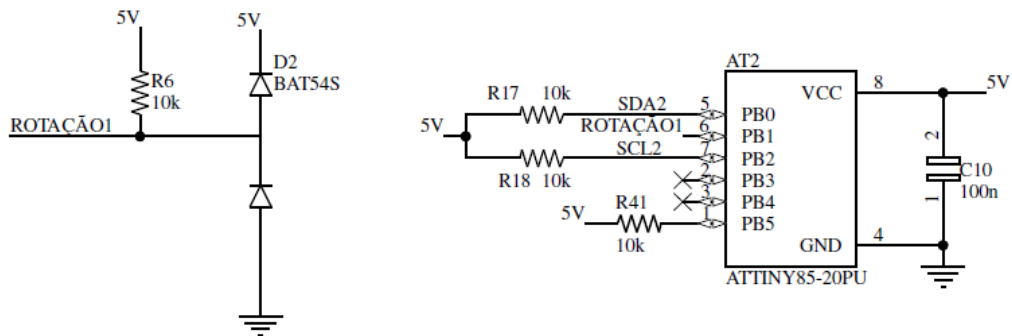 5V
5V
D2
BAT54S
R6
10k
ROTAÇÃO1
AT2
R17
10k
SDA2
5
PB0
VCC
8
5V
ROTAÇÃO1
6
PB1
5V
SCL2
7
PB2
R18
10k
2
PB3
3
PB4
R41
5V
10k
1
PB5
GND
4
2
C10
100n
1
ATTINY85-20PU